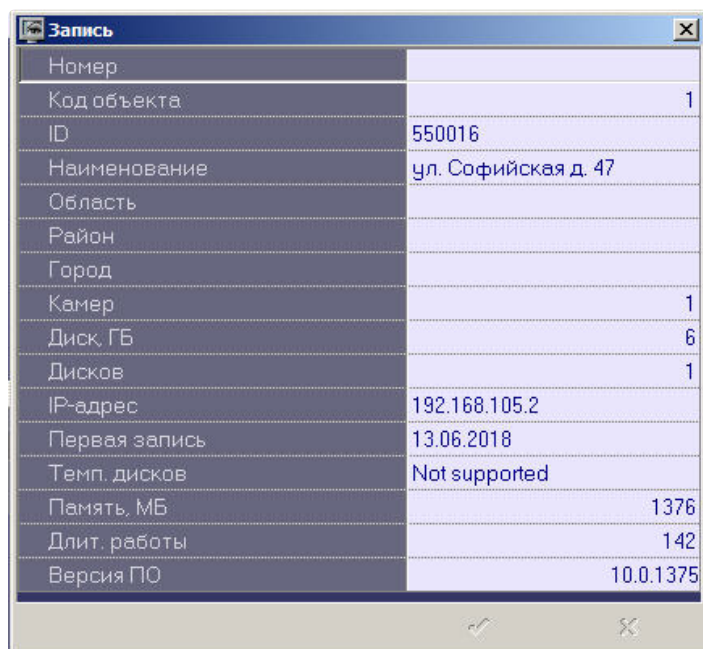 Запись
Номер
Код объекта 1
ID 550016
Наименование ул. Софийская д. 47
Область
Район
Город
Камер 1
Диск, ГБ 6
Дисков 1
IP-адрес 192.168.105.2
Первая запись 13.06.2018
Темп. дисков Not supported
Память, МБ 1376
Длит. работы 142
Версия ПО 10.0.1375